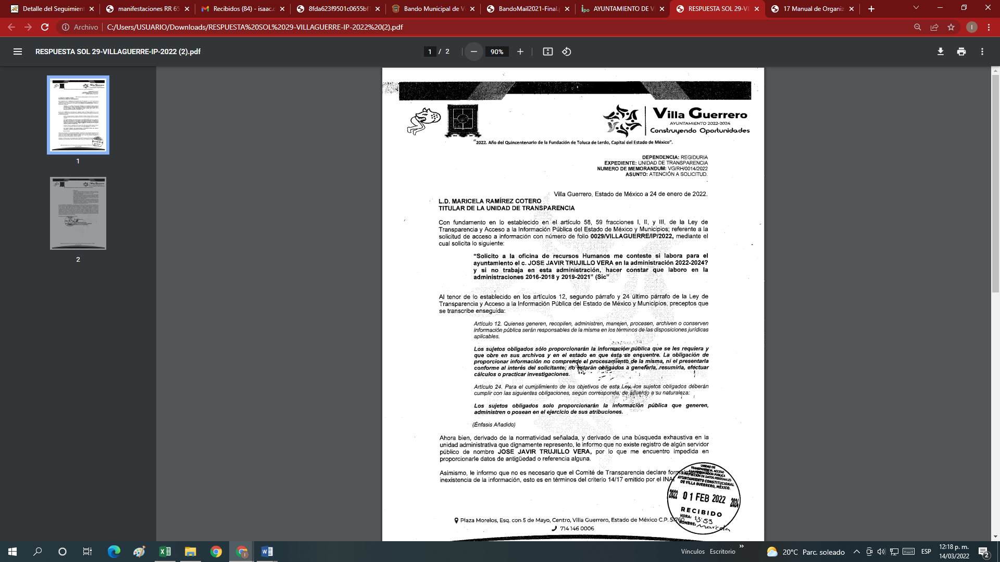 Detalle del Seguimient
manifestaciones RR 65
Recibidos (84) - isaac.c
8fda623f9501c0655bf1
Bando Municipal de Vi
BandoMail2021-Final.p
AYUNTAMIENTO DE V
RESPUESTA SOL 29-VI
17 Manual de Organiz
Archivo
C:/Users/USUARIO/Downloads/RESPUESTA%20SOL%2029-VILLAGUERRE-IP-2022%20(2).pdf
RESPUESTA SOL 29-VILLAGUERRE-IP-2022 (2).pdf
1 / 2
90%
1
2
Villa Guerrero
AYUNTAMIENTO 2022-2024
Construyendo Oportunidades
"2022. Año del Quincentenario de la Fundación de Toluca de Lerdo, Capital del Estado de México".
DEPENDENCIA: REGIDURIA
EXPEDIENTE: UNIDAD DE TRANSPARENCIA
NUMERO DE MEMORANDUM: VG/RH/0014/2022
ASUNTO: ATENCIÓN A SOLICITUD.
Villa Guerrero, Estado de México a 24 de enero de 2022.
L.D. MARICELA RAMÍREZ COTERO
TITULAR DE LA UNIDAD DE TRANSPARENCIA
Con fundamento en lo establecido en el artículo 58, 59 fracciones I, II, y III, de la Ley de
Transparencia y Acceso a la Información Pública del Estado de México y Municipios; referente a la
solicitud de acceso a información con número de folio 0029/VILLAGUERRE/IP/2022, mediante el
cual solicita lo siguiente:
“Solicito a la oficina de recursos Humanos me conteste si labora para el
ayuntamiento el c. JOSE JAVIR TRUJILLO VERA en la administración 2022-2024?
y si no trabaja en esta administración, hacer constar que laboro en la
administraciones 2016-2018 y 2019-2021” (Sic”
Al tenor de lo establecido en los artículos 12, segundo párrafo y 24 último párrafo de la Ley de
Transparencia y Acceso a la Información Pública del Estado de México y Municipios, preceptos que
se transcribe enseguida:
Artículo 12. Quienes generen, recopilen, administren, manejen, procesen, archiven o conserven
información pública serán responsables de la misma en los términos de las disposiciones jurídicas
aplicables.
Los sujetos obligados sólo proporcionarán la información pública que se les requiera y
que obre en sus archivos y en el estado en que ésta se encuentre. La obligación de
proporcionar información no comprende el procesamiento de la misma, ni el presentarla
conforme al interés del solicitante; no estarán obligados a generarla, resumirla, efectuar
cálculos o practicar investigaciones.
Artículo 24. Para el cumplimiento de los objetivos de esta Ley, los sujetos obligados deberán
cumplir con las siguientes obligaciones, según corresponda, de acuerdo a su naturaleza:
Los sujetos obligados solo proporcionarán la información pública que generen,
administren o posean en el ejercicio de sus atribuciones.
(Énfasis Añadido)
Ahora bien, derivado de la normatividad señalada, y derivado de una búsqueda exhaustiva en la
unidad administrativa que dignamente represento, le informo que no existe registro de algún servidor
público de nombre JOSE JAVIR TRUJILLO VERA, por lo que me encuentro impedida en
proporcionarle datos de antigüedad o referencia alguna.
Asimismo, le informo que no es necesario que el Comité de Transparencia declare
inexistencia de la información, esto es en términos del criterio 14/17 emitido por el INAI
UNIDAD DE
TRANSPARENCIA, ACCESO
A LA INFORMACIÓN PÚBLICA
Y PROTECCIÓN DE DATOS PERSONALES
AYUNTAMIENTO CONSTITUCIONAL
DE VILLA GUERRERO, MÉXICO.
2022 01 FEB 2022 2024
RECIBIDO
HORA: 13:53
NOMBRE: Maricela
Plaza Morelos, Esq. con 5 de Mayo, Centro, Villa Guerrero, Estado de México C.P. 51760
714 146 0006
Vínculos
Escritorio
20°C Parc. soleado
ESP
12:18 p. m.
14/03/2022
2